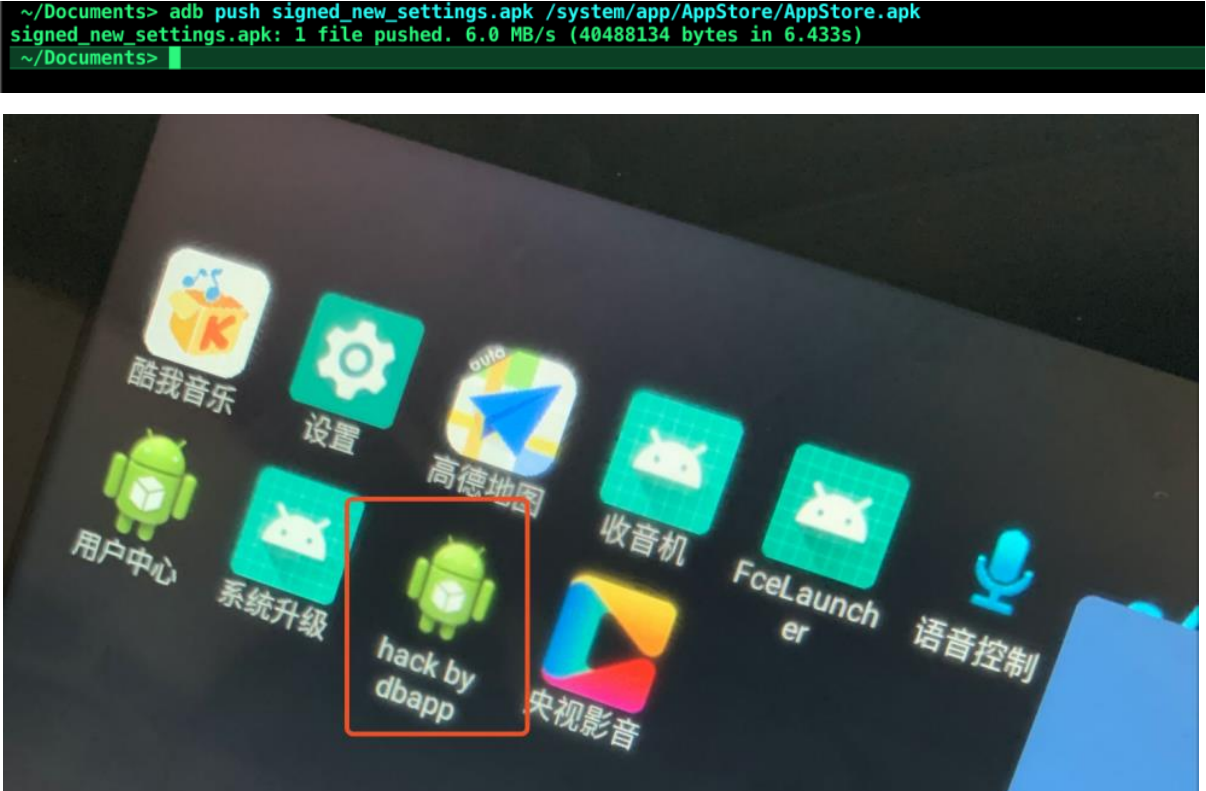 ~/Documents> adb push signed_new_settings.apk /system/app/AppStore/AppStore.apk
signed_new_settings.apk: 1 file pushed. 6.0 MB/s (40488134 bytes in 6.433s)
~/Documents>
酷我音乐
设置
auto
高德地图
收音机
FceLaunch
er
语音控制
用户中心
系统升级
hack by
dbapp
央视影音